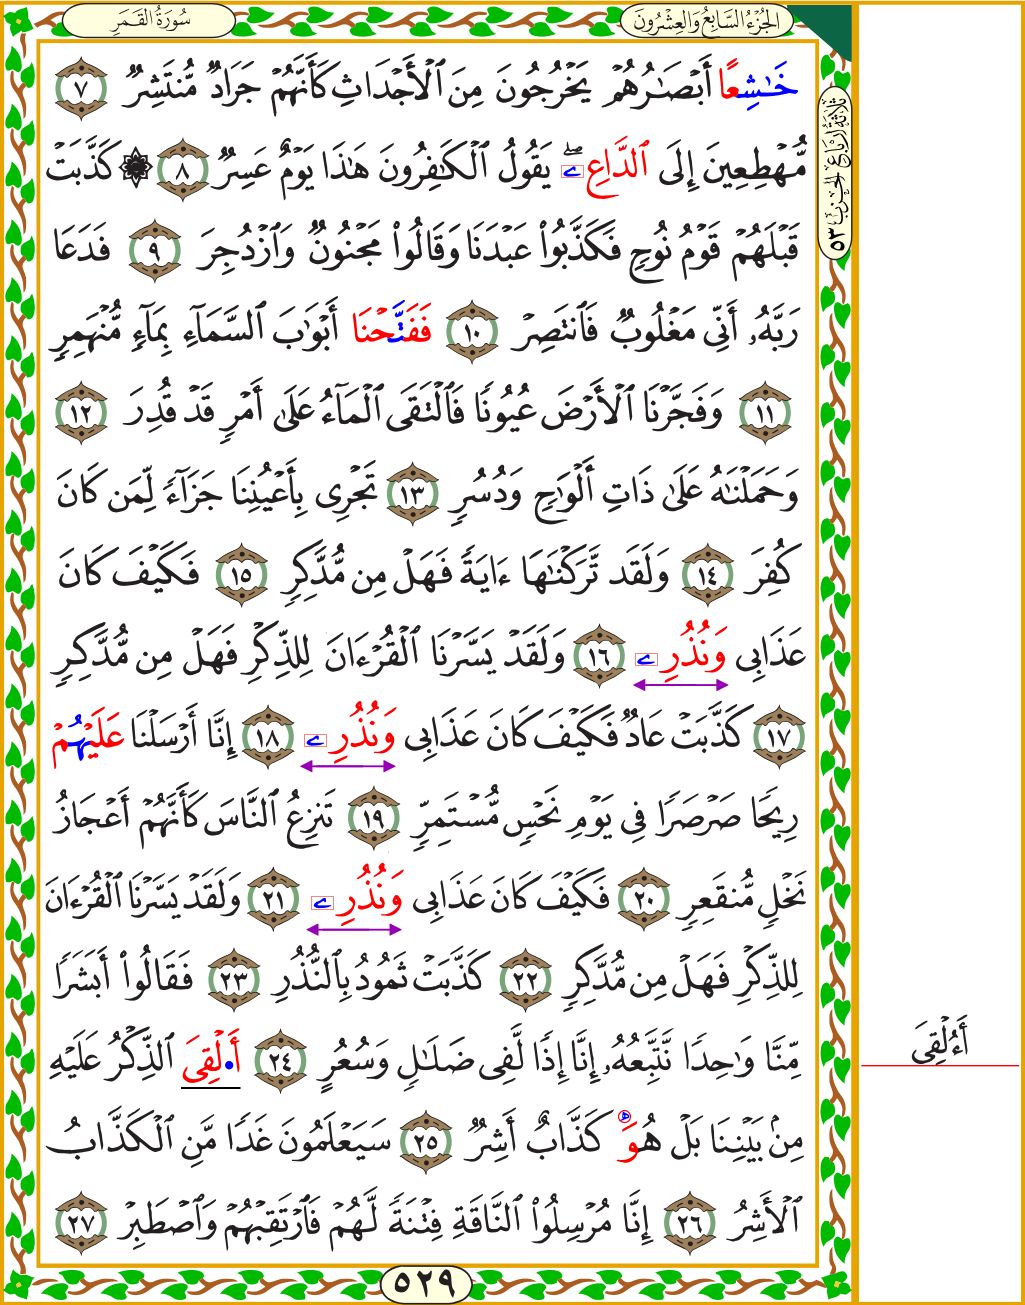 سُورَةُ القَمَرِ
الجُزْءُ السَّابِعُ وَالعِشْرُونَ
ثَلَاثَةُ أَرْبَاعِ الحِزْبِ ٥٣
خَٰشِعًا أَبْصَٰرُهُمْ يَخْرُجُونَ مِنَ ٱلْأَجْدَاثِ كَأَنَّهُمْ جَرَادٌ مُّنتَشِرٌ ٧
مُّهْطِعِينَ إِلَى ٱلدَّاعِۦ يَقُولُ ٱلْكَٰفِرُونَ هَٰذَا يَوْمٌ عَسِرٌ ٨ ۞ كَذَّبَتْ
قَبْلَهُمْ قَوْمُ نُوحٍ فَكَذَّبُوا۟ عَبْدَنَا وَقَالُوا۟ مَجْنُونٌ وَٱزْدُجِرَ ٩ فَدَعَا
رَبَّهُۥ أَنِّى مَغْلُوبٌ فَٱنتَصِرْ ١٠ فَفَتَّحْنَا أَبْوَٰبَ ٱلسَّمَآءِ بِمَآءٍ مُّنْهَمِرٍ
١١ وَفَجَّرْنَا ٱلْأَرْضَ عُيُونًا فَٱلْتَقَى ٱلْمَآءُ عَلَىٰ أَمْرٍ قَدْ قُدِرَ ١٢
وَحَمَلْنَٰهُ عَلَىٰ ذَاتِ أَلْوَٰحٍ وَدُسُرٍ ١٣ تَجْرِى بِأَعْيُنِنَا جَزَآءً لِّمَن كَانَ
كُفِرَ ١٤ وَلَقَد تَّرَكْنَٰهَا ءَايَةً فَهَلْ مِن مُّدَّكِرٍ ١٥ فَكَيْفَ كَانَ
عَذَابِى وَنُذُرِۦ ١٦ وَلَقَدْ يَسَّرْنَا ٱلْقُرْءَانَ لِلذِّكْرِ فَهَلْ مِن مُّدَّكِرٍ
١٧ كَذَّبَتْ عَادٌ فَكَيْفَ كَانَ عَذَابِى وَنُذُرِۦ ١٨ إِنَّا أَرْسَلْنَا عَلَيْهُمْ
رِيحًا صَرْصَرًا فِى يَوْمِ نَحْسٍ مُّسْتَمِرٍّ ١٩ تَنزِعُ ٱلنَّاسَ كَأَنَّهُمْ أَعْجَازُ
نَخْلٍ مُّنقَعِرٍ ٢٠ فَكَيْفَ كَانَ عَذَابِى وَنُذُرِۦ ٢١ وَلَقَدْ يَسَّرْنَا ٱلْقُرْءَانَ
لِلذِّكْرِ فَهَلْ مِن مُّدَّكِرٍ ٢٢ كَذَّبَتْ ثَمُودُ بِٱلنُّذُرِ ٢٣ فَقَالُوا۟ أَبَشَرًا
مِّنَّا وَٰحِدًا نَّتَّبِعُهُۥ إِنَّا إِذًا لَّفِى ضَلَٰلٍ وَسُعُرٍ ٢٤ أَ•لْقِىَ ٱلذِّكْرُ عَلَيْهِ
أَءُلْقِىَ
مِنۢ بَيْنِنَا بَلْ هُوَ كَذَّابٌ أَشِرٌ ٢٥ سَيَعْلَمُونَ غَدًا مَّنِ ٱلْكَذَّابُ
ٱلْأَشِرُ ٢٦ إِنَّا مُرْسِلُوا۟ ٱلنَّاقَةِ فِتْنَةً لَّهُمْ فَٱرْتَقِبْهُمْ وَٱصْطَبِرْ ٢٧
٥٢٩